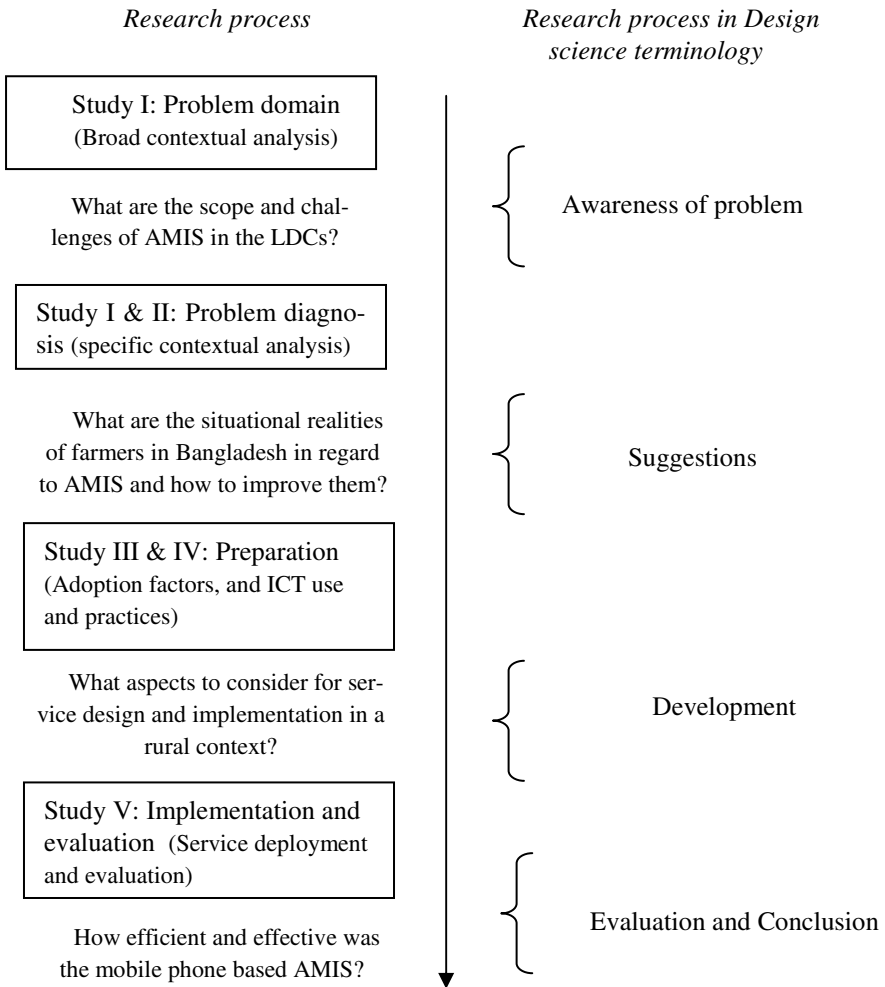 Research process
Research process in Design
science terminology
Study I: Problem domain
(Broad contextual analysis)
What are the scope and chal-
lenges of AMIS in the LDCs?
Awareness of problem
Study I & II: Problem diagno-
sis (specific contextual analysis)
What are the situational realities
of farmers in Bangladesh in regard
to AMIS and how to improve them?
Suggestions
Study III & IV: Preparation
(Adoption factors, and ICT use
and practices)
What aspects to consider for ser-
vice design and implementation in a
rural context?
Development
Study V: Implementation and
evaluation (Service deployment
and evaluation)
How efficient and effective was
the mobile phone based AMIS?
Evaluation and Conclusion